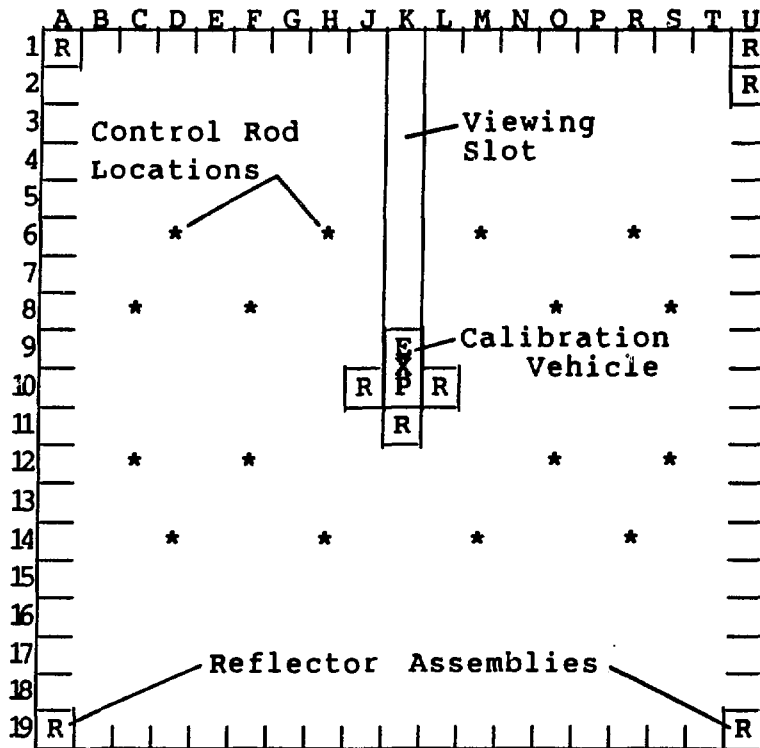 A B C D E F G H J K L M N O P R S T U
1 R R
2 R
3 Control Rod Viewing
4 Locations Slot
5
6 * * * *
7
8 * * * *
9 E Calibration
X Vehicle
10 R P R
11 R
12 * * * *
13
14 * * * *
15
16
17 Reflector Assemblies
18
19 R R